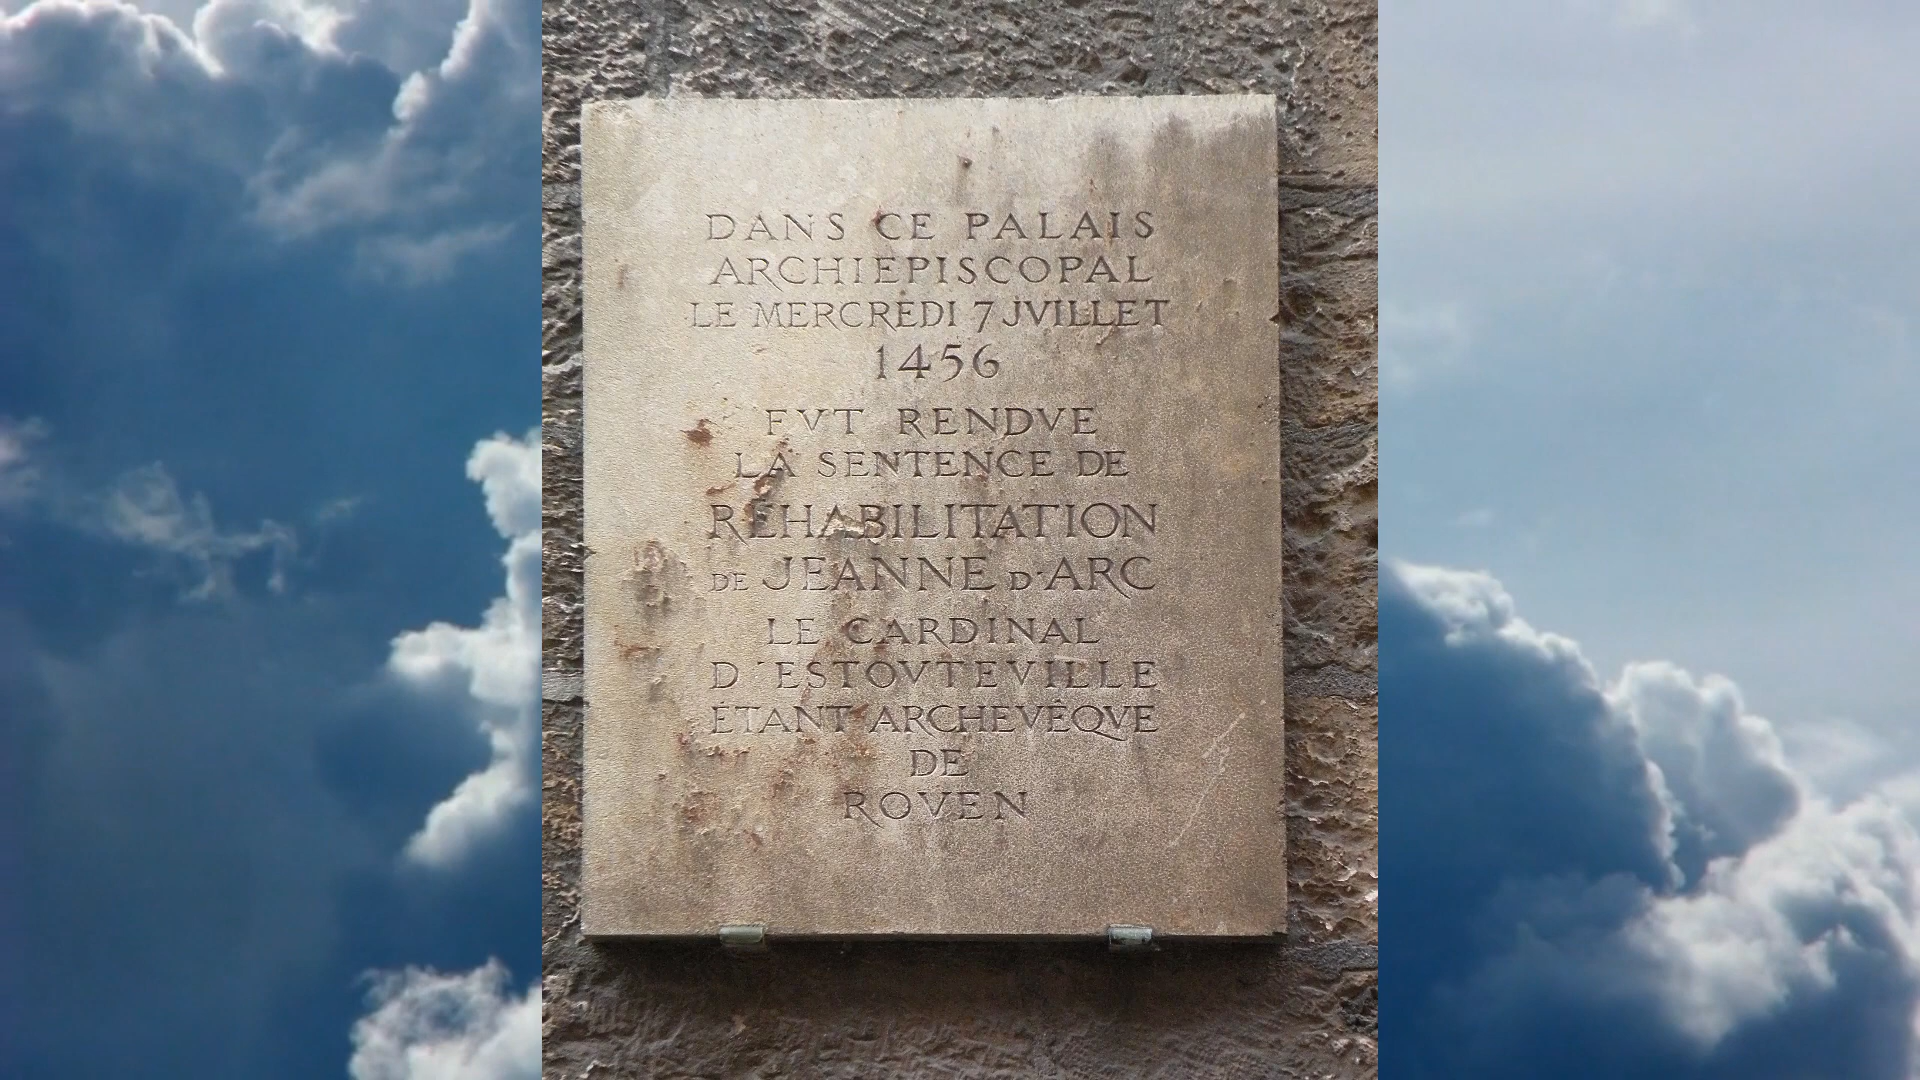 DANS CE PALAIS
ARCHIEPISCOPAL
LE MERCREDI 7 JVILLET
1456
FVT RENDVE
LA SENTENCE DE
REHABILITATION
DE JEANNE D'ARC
LE CARDINAL
D'ESTOVTEVILLE
ÉTANT ARCHEVÊQVE
DE
ROVEN